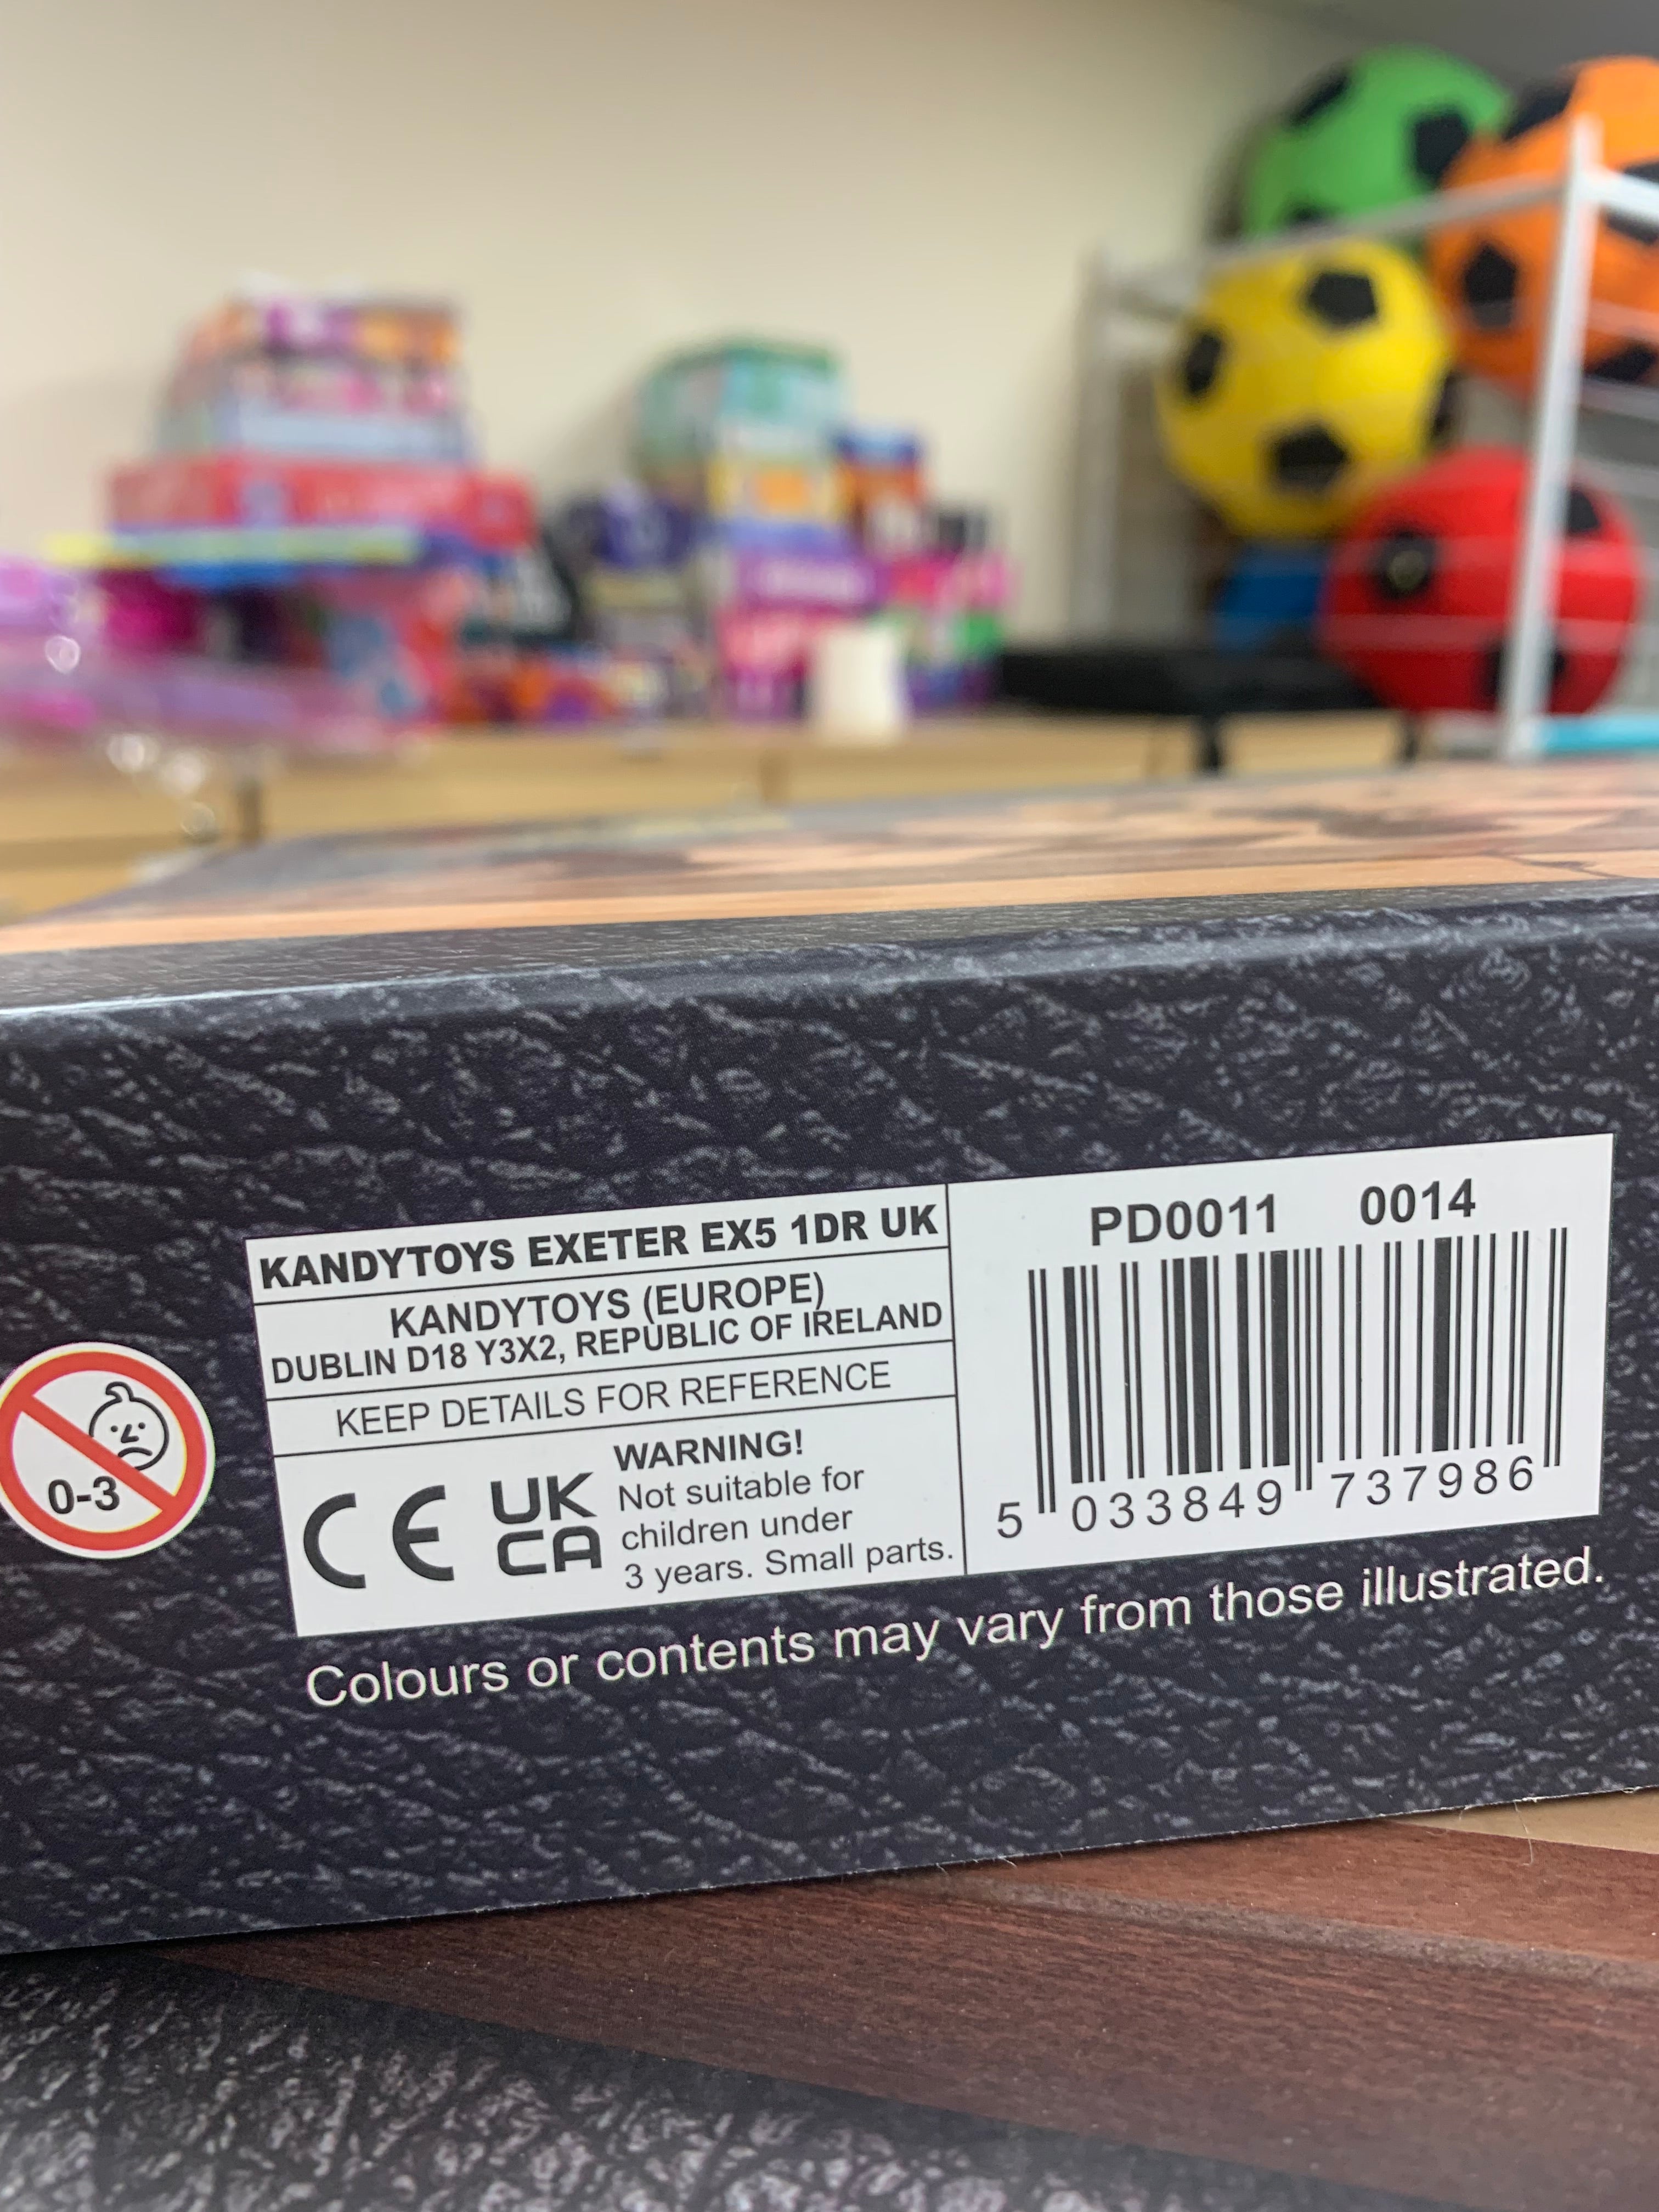 KANDYTOYS EXETER EX5 1DR UK
KANDYTOYS (EUROPE)
DUBLIN D18 Y3X2, REPUBLIC OF IRELAND
KEEP DETAILS FOR REFERENCE
CE UK
CA
WARNING!
Not suitable for
children under
3 years. Small parts.
0-3
PD0011 0014
5 033849 737986
Colours or contents may vary from those illustrated.